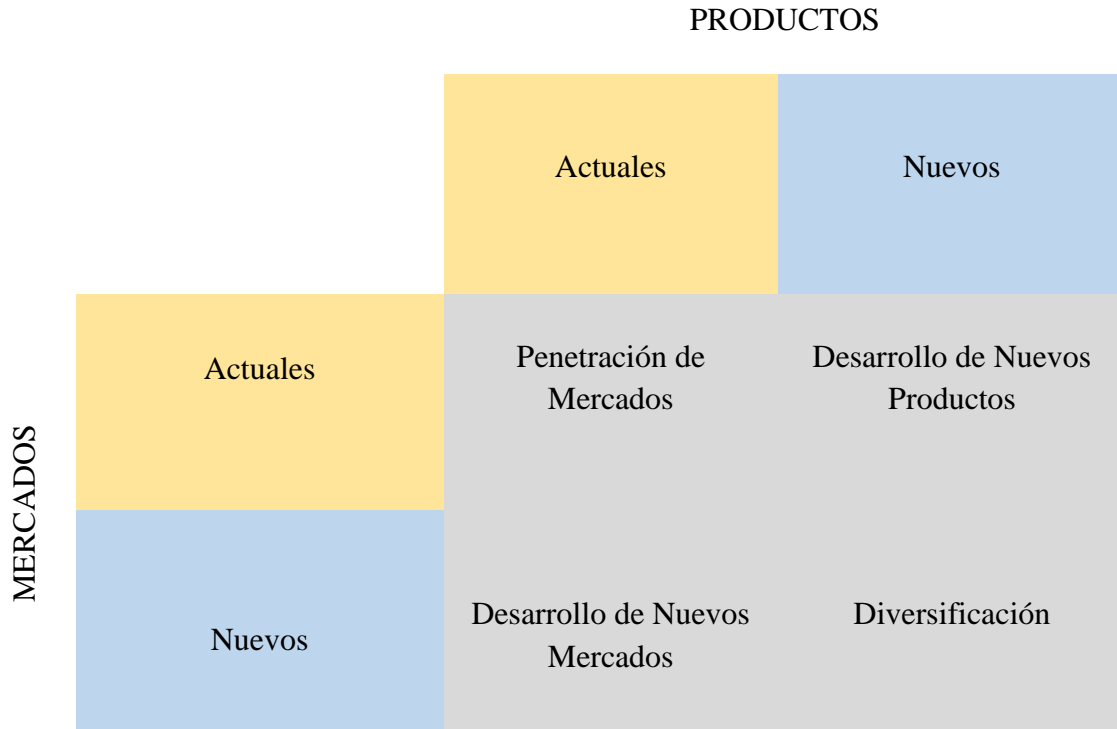 PRODUCTOS
Actuales
Nuevos
Actuales
Penetración de
Mercados
Desarrollo de Nuevos
Productos
MERCADOS
Nuevos
Desarrollo de Nuevos
Mercados
Diversificación